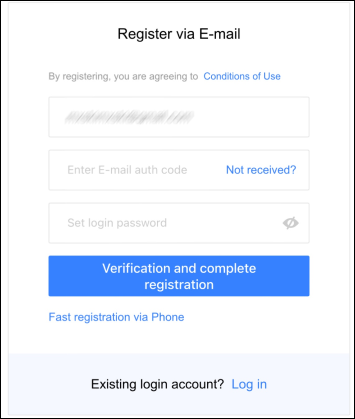 Register via E-mail
By registering, you are agreeing to Conditions of Use
Enter E-mail auth code Not received?
Set login password
Verification and complete
registration
Fast registration via Phone
Existing login account? Log in